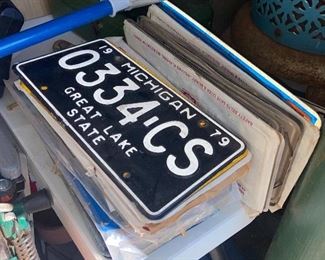 19 MICHIGAN 79
0334 CS
GREAT LAKE
STATE